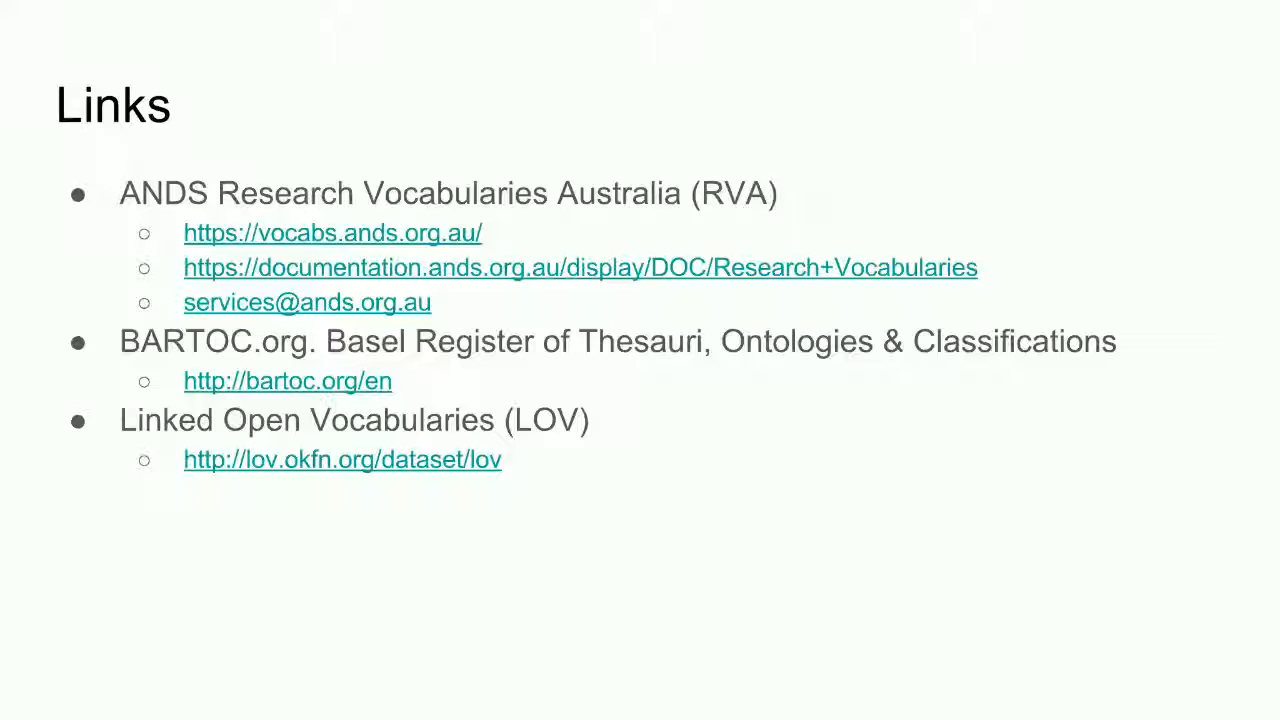 Links
● ANDS Research Vocabularies Australia (RVA)
○ https://vocabs.ands.org.au/
○ https://documentation.ands.org.au/display/DOC/Research+Vocabularies
○ services@ands.org.au
● BARTOC.org. Basel Register of Thesauri, Ontologies & Classifications
○ http://bartoc.org/en
● Linked Open Vocabularies (LOV)
○ http://lov.okfn.org/dataset/lov